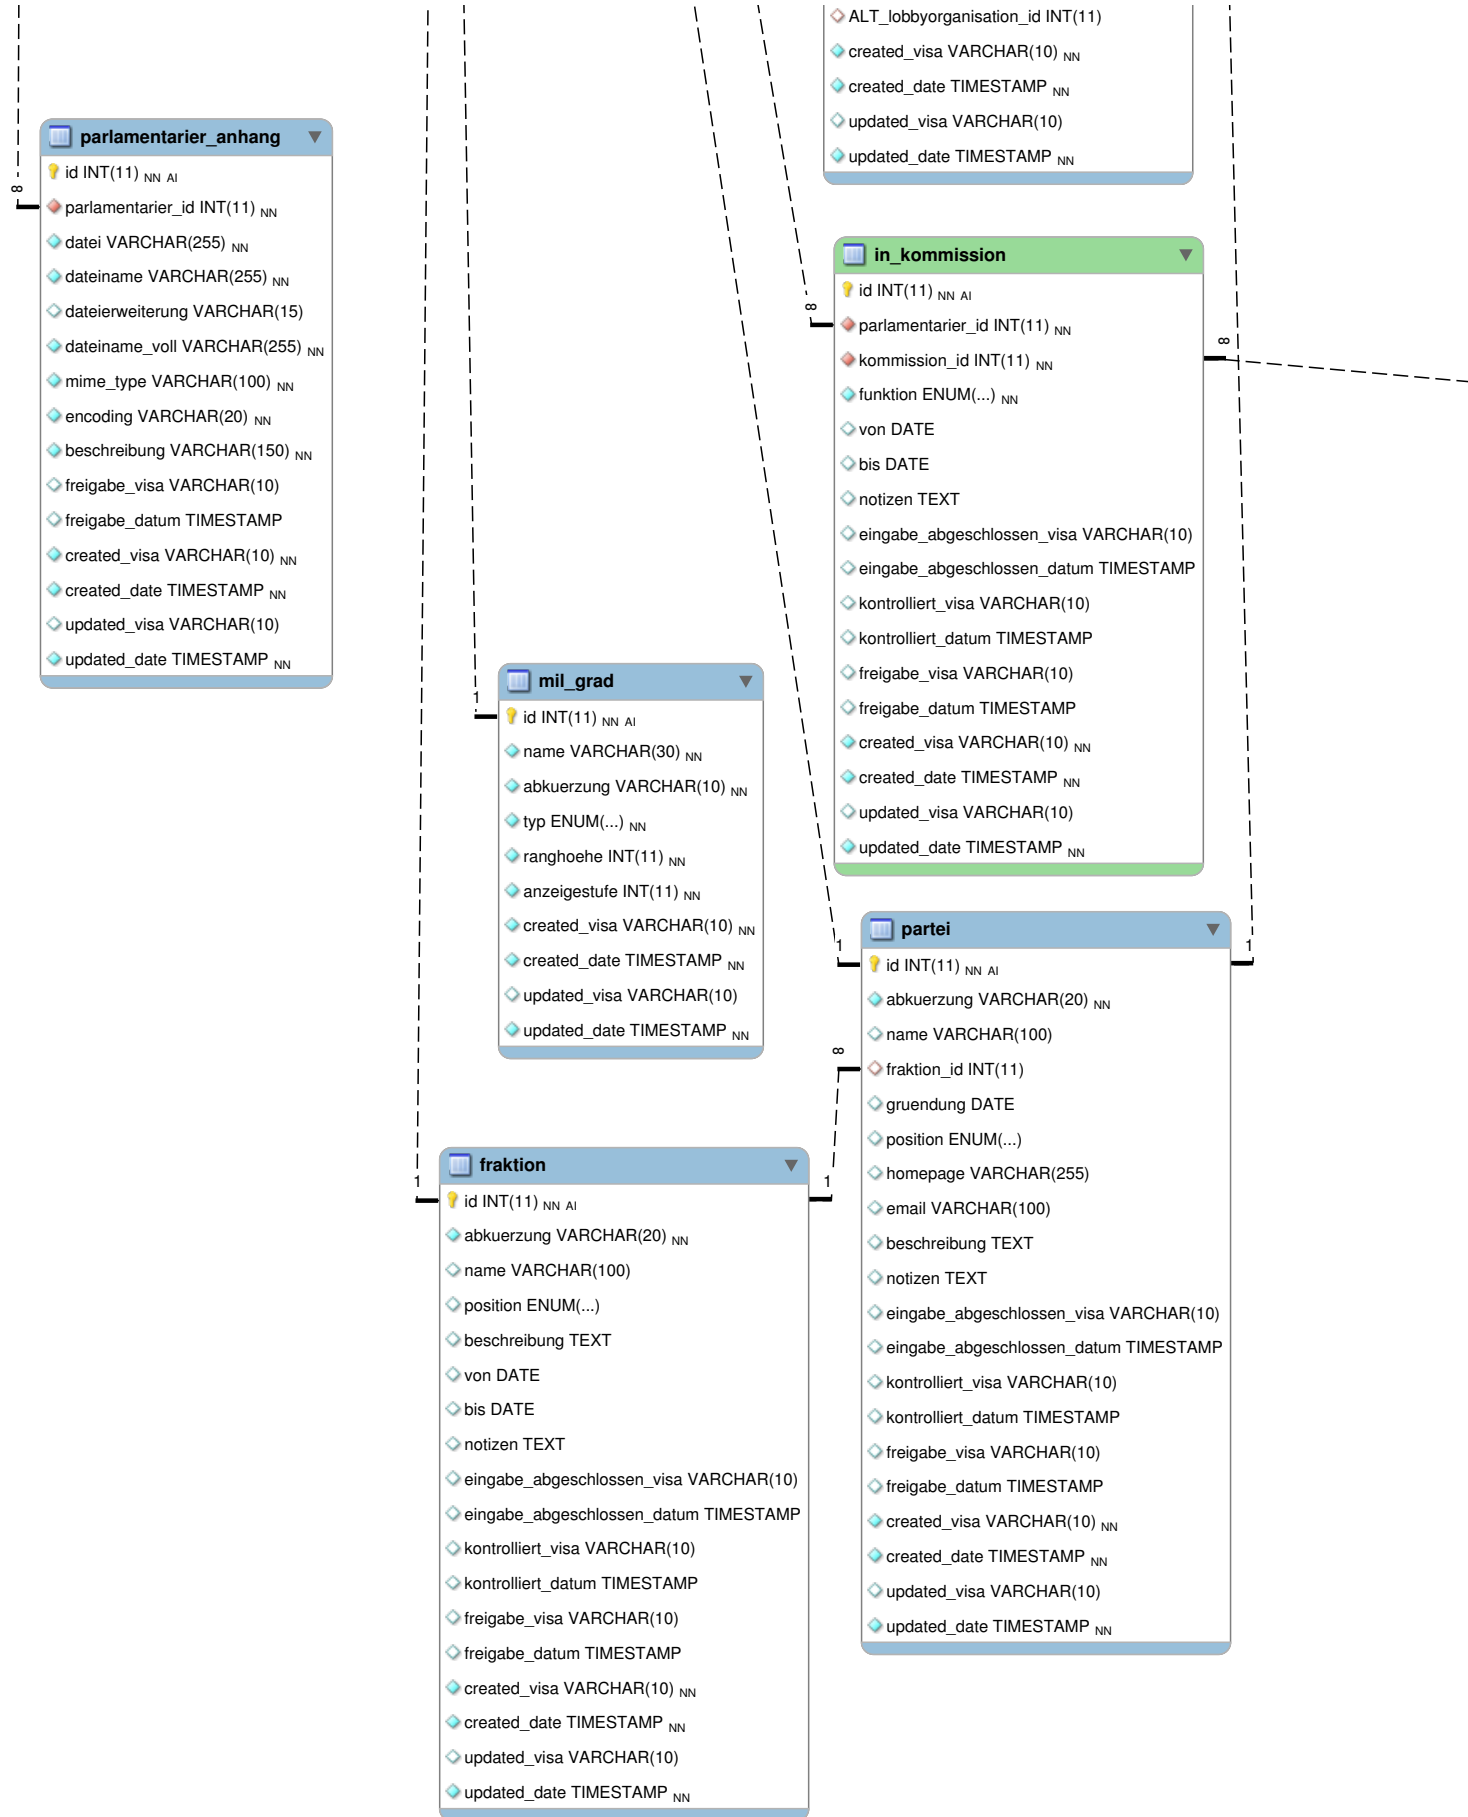 ALT_lobbyorganisation_id INT(11)
created_visa VARCHAR(10) NN
created_date TIMESTAMP NN
updated_visa VARCHAR(10)
updated_date TIMESTAMP NN
parlamentarier_anhang
id INT(11) NN AI
parlamentarier_id INT(11) NN
datei VARCHAR(255) NN
dateiname VARCHAR(255) NN
dateierweiterung VARCHAR(15)
dateiname_voll VARCHAR(255) NN
mime_type VARCHAR(100) NN
encoding VARCHAR(20) NN
beschreibung VARCHAR(150) NN
freigabe_visa VARCHAR(10)
freigabe_datum TIMESTAMP
created_visa VARCHAR(10) NN
created_date TIMESTAMP NN
updated_visa VARCHAR(10)
updated_date TIMESTAMP NN
∞
in_kommission
id INT(11) NN AI
parlamentarier_id INT(11) NN
kommission_id INT(11) NN
funktion ENUM(...) NN
von DATE
bis DATE
notizen TEXT
eingabe_abgeschlossen_visa VARCHAR(10)
eingabe_abgeschlossen_datum TIMESTAMP
kontrolliert_visa VARCHAR(10)
kontrolliert_datum TIMESTAMP
freigabe_visa VARCHAR(10)
freigabe_datum TIMESTAMP
created_visa VARCHAR(10) NN
created_date TIMESTAMP NN
updated_visa VARCHAR(10)
updated_date TIMESTAMP NN
∞
∞
mil_grad
id INT(11) NN AI
name VARCHAR(30) NN
abkuerzung VARCHAR(10) NN
typ ENUM(...) NN
ranghoehe INT(11) NN
anzeigestufe INT(11) NN
created_visa VARCHAR(10) NN
created_date TIMESTAMP NN
updated_visa VARCHAR(10)
updated_date TIMESTAMP NN
1
partei
id INT(11) NN AI
abkuerzung VARCHAR(20) NN
name VARCHAR(100)
fraktion_id INT(11)
gruendung DATE
position ENUM(...)
homepage VARCHAR(255)
email VARCHAR(100)
beschreibung TEXT
notizen TEXT
eingabe_abgeschlossen_visa VARCHAR(10)
eingabe_abgeschlossen_datum TIMESTAMP
kontrolliert_visa VARCHAR(10)
kontrolliert_datum TIMESTAMP
freigabe_visa VARCHAR(10)
freigabe_datum TIMESTAMP
created_visa VARCHAR(10) NN
created_date TIMESTAMP NN
updated_visa VARCHAR(10)
updated_date TIMESTAMP NN
1
1
∞
fraktion
id INT(11) NN AI
abkuerzung VARCHAR(20) NN
name VARCHAR(100)
position ENUM(...)
beschreibung TEXT
von DATE
bis DATE
notizen TEXT
eingabe_abgeschlossen_visa VARCHAR(10)
eingabe_abgeschlossen_datum TIMESTAMP
kontrolliert_visa VARCHAR(10)
kontrolliert_datum TIMESTAMP
freigabe_visa VARCHAR(10)
freigabe_datum TIMESTAMP
created_visa VARCHAR(10) NN
created_date TIMESTAMP NN
updated_visa VARCHAR(10)
updated_date TIMESTAMP NN
1
1